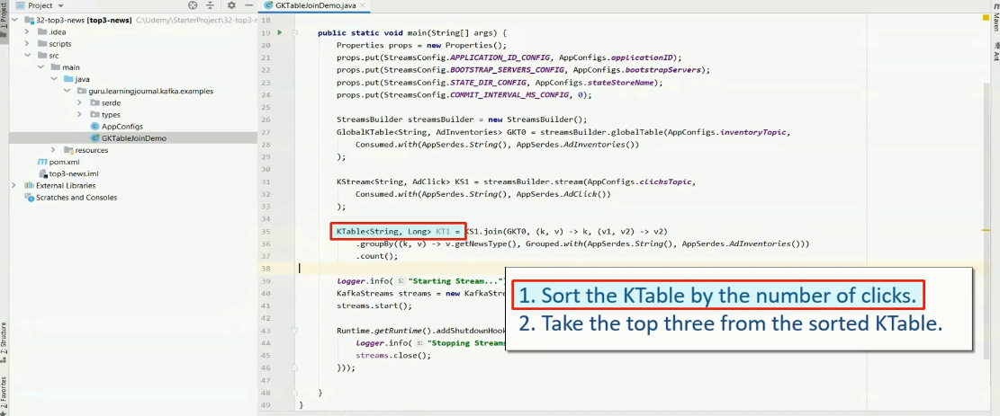 Project
GKTableJoinDemo.java
1: Project
32-top3-news [top3-news] C:\Udemy\StarterProject\32-top3-n
.idea
scripts
src
main
java
guru.learningjournal.kafka.examples
serde
types
AppConfigs
GKTableJoinDemo
resources
pom.xml
top3-news.iml
External Libraries
Scratches and Consoles
Z: Structure
2: Favorites
Maven
Ant
18
19 public static void main(String[] args) {
20 Properties props = new Properties();
21 props.put(StreamsConfig.APPLICATION_ID_CONFIG, AppConfigs.applicationID);
22 props.put(StreamsConfig.BOOTSTRAP_SERVERS_CONFIG, AppConfigs.bootstrapServers);
23 props.put(StreamsConfig.STATE_DIR_CONFIG, AppConfigs.stateStoreName);
24 props.put(StreamsConfig.COMMIT_INTERVAL_MS_CONFIG, 0);
25
26 StreamsBuilder streamsBuilder = new StreamsBuilder();
27 GlobalKTable<String, AdInventories> GKT0 = streamsBuilder.globalTable(AppConfigs.inventoryTopic,
28 Consumed.with(AppSerdes.String(), AppSerdes.AdInventories())
29 );
30
31 KStream<String, AdClick> KS1 = streamsBuilder.stream(AppConfigs.clicksTopic,
32 Consumed.with(AppSerdes.String(), AppSerdes.AdClick())
33 );
34
35 KTable<String, Long> KT1 = KS1.join(GKT0, (k, v) -> k, (v1, v2) -> v2)
36 .groupBy((k, v) -> v.getNewsType(), Grouped.with(AppSerdes.String(), AppSerdes.AdInventories()))
37 .count();
38
39 logger.info( s: "Starting Stream..."
40 KafkaStreams streams = new KafkaStre
41 streams.start();
42
43 Runtime.getRuntime().addShutdownHook
44 logger.info( s: "Stopping Streams
45 streams.close();
46 }));
47
48 }
49 }
1. Sort the KTable by the number of clicks.
2. Take the top three from the sorted KTable.